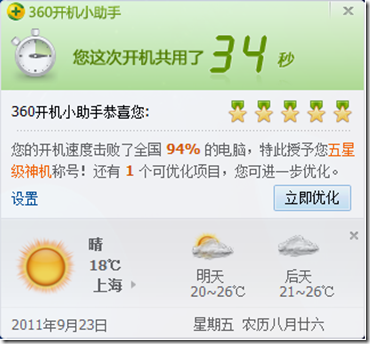 360开机小助手
您这次开机共用了 34 秒
360开机小助手恭喜您:
您的开机速度击败了全国 94% 的电脑，特此授予您五星
级神机称号！还有 1 个可优化项目，您可进一步优化。
设置
立即优化
晴
18℃
上海
明天
20~26℃
后天
21~26℃
2011年9月23日
星期五 农历八月廿六